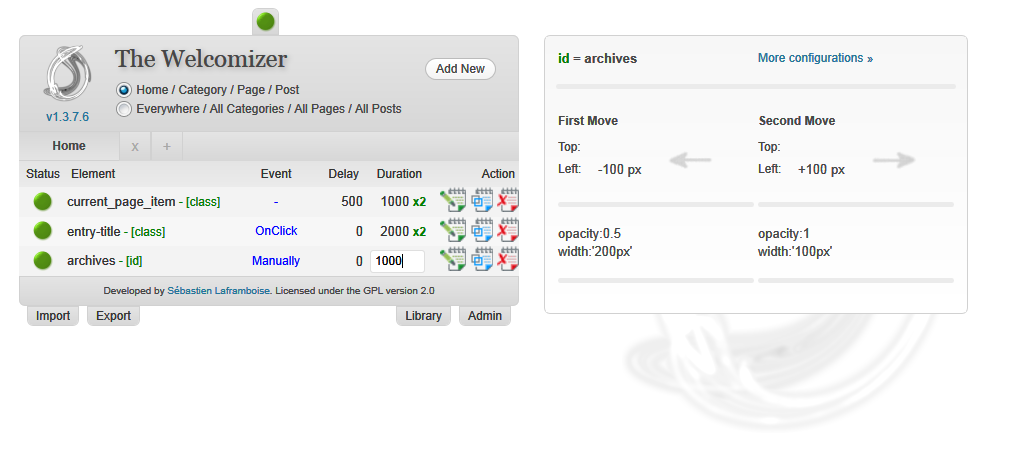 The Welcomizer
Add New
Home / Category / Page / Post
Everywhere / All Categories / All Pages / All Posts
v1.3.7.6
Home x +
Status Element Event Delay Duration Action
current_page_item - [class] - 500 1000 x2
entry-title - [class] OnClick 0 2000 x2
archives - [id] Manually 0 1000
Developed by Sébastien Laframboise. Licensed under the GPL version 2.0
Import Export Library Admin
id = archives More configurations »
First Move Second Move
Top: Top:
Left: -100 px Left: +100 px
opacity:0.5 opacity:1
width:'200px' width:'100px'